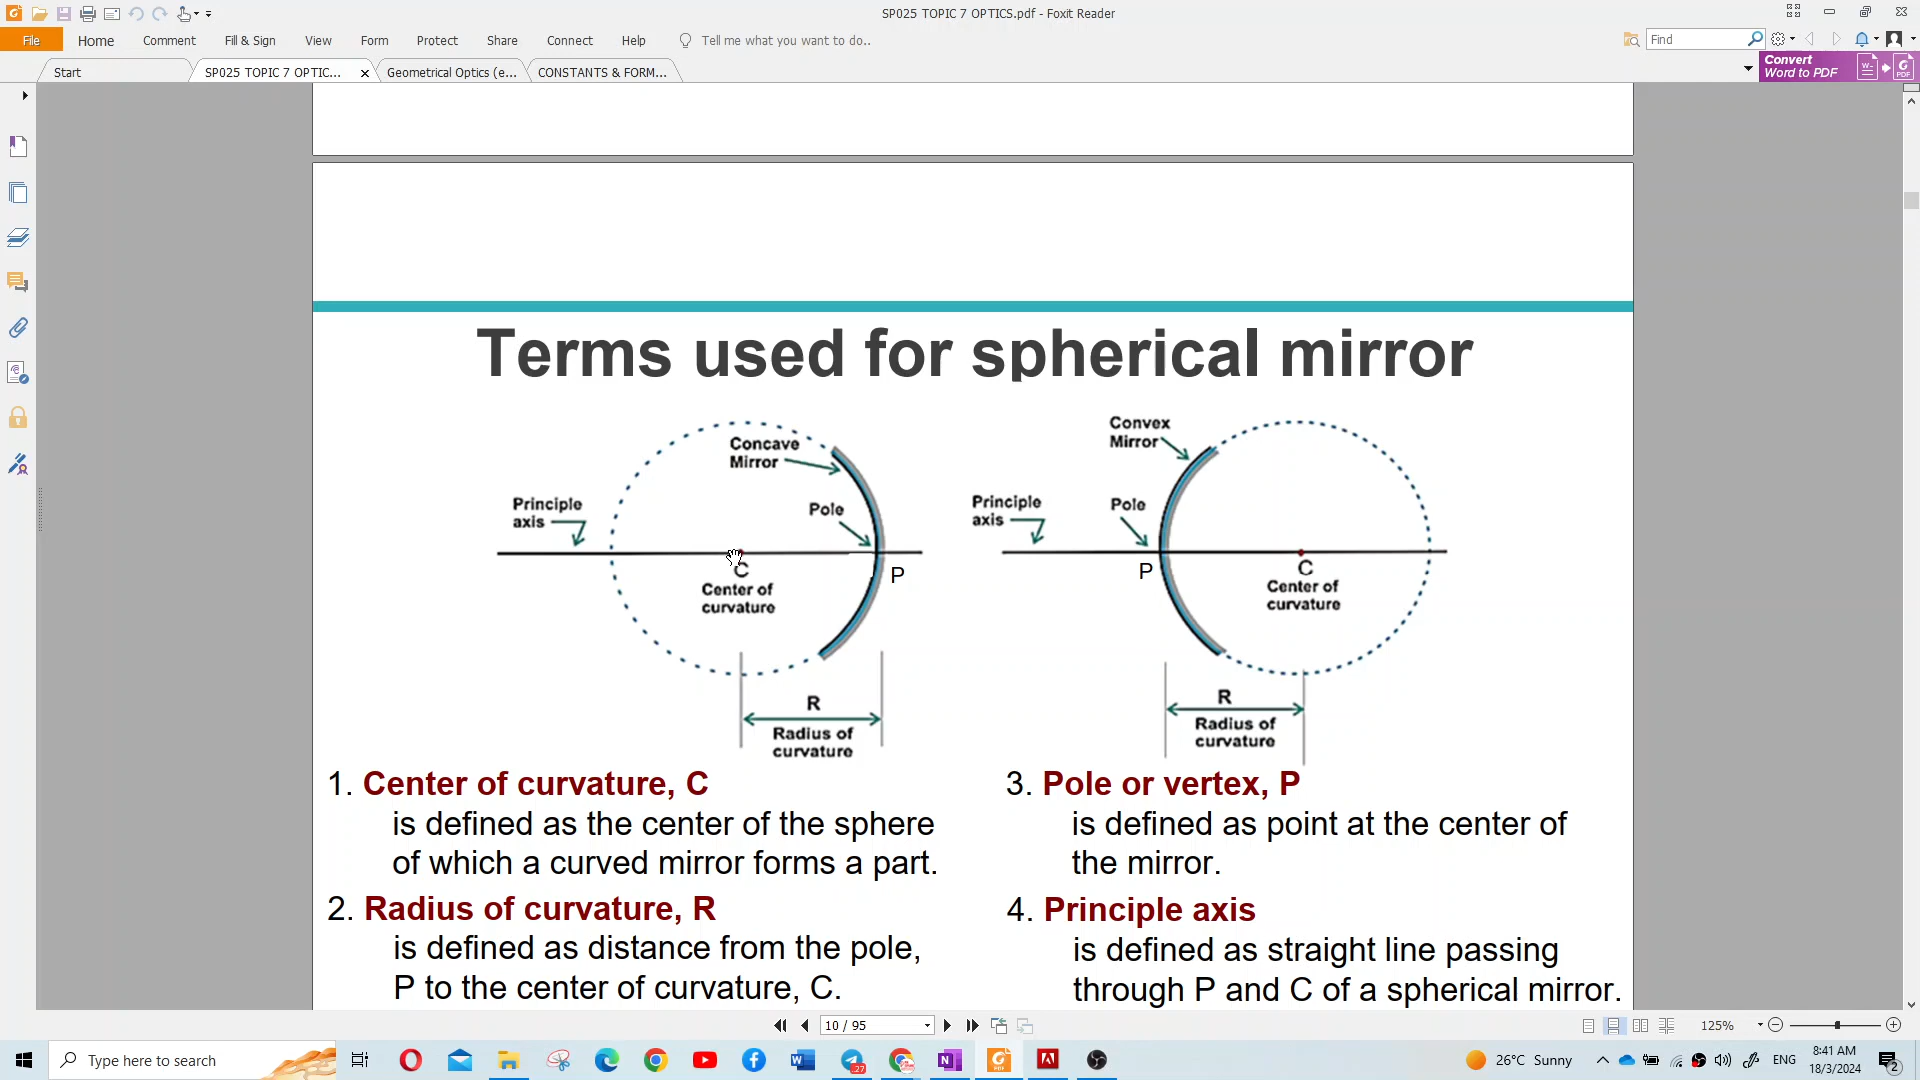 SP025 TOPIC 7 OPTICS.pdf - Foxit Reader
File Home Comment Fill & Sign View Form Protect Share Connect Help Tell me what you want to do.. Find
Start SP025 TOPIC 7 OPTIC... Geometrical Optics (e... CONSTANTS & FORM...
Convert
Word to PDF
Terms used for spherical mirror
Concave
Mirror
Principle
axis
Pole
C
Center of
curvature
P
R
Radius of
curvature
Convex
Mirror
Principle
axis
Pole
P
C
Center of
curvature
R
Radius of
curvature
1. Center of curvature, C
is defined as the center of the sphere
of which a curved mirror forms a part.
2. Radius of curvature, R
is defined as distance from the pole,
P to the center of curvature, C.
3. Pole or vertex, P
is defined as point at the center of
the mirror.
4. Principle axis
is defined as straight line passing
through P and C of a spherical mirror.
10 / 95
125%
Type here to search
27
26°C Sunny
ENG
8:41 AM
18/3/2024
2